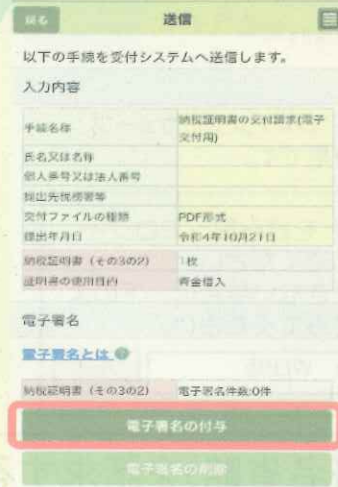 戻る
送信
以下の手続を受付システムへ送信します。
入力内容
手続名称
納税証明書の交付請求(電子交付用)
氏名又は名称
個人番号又は法人番号
提出先税務署等
交付ファイルの種類 PDF形式
提出年月日 令和4年10月21日
納税証明書（その3の2） 1枚
証明書の使用目的 資金借入
電子署名
電子署名とは
納税証明書（その3の2） 電子署名件数:0件
電子署名の付与
電子署名の削除